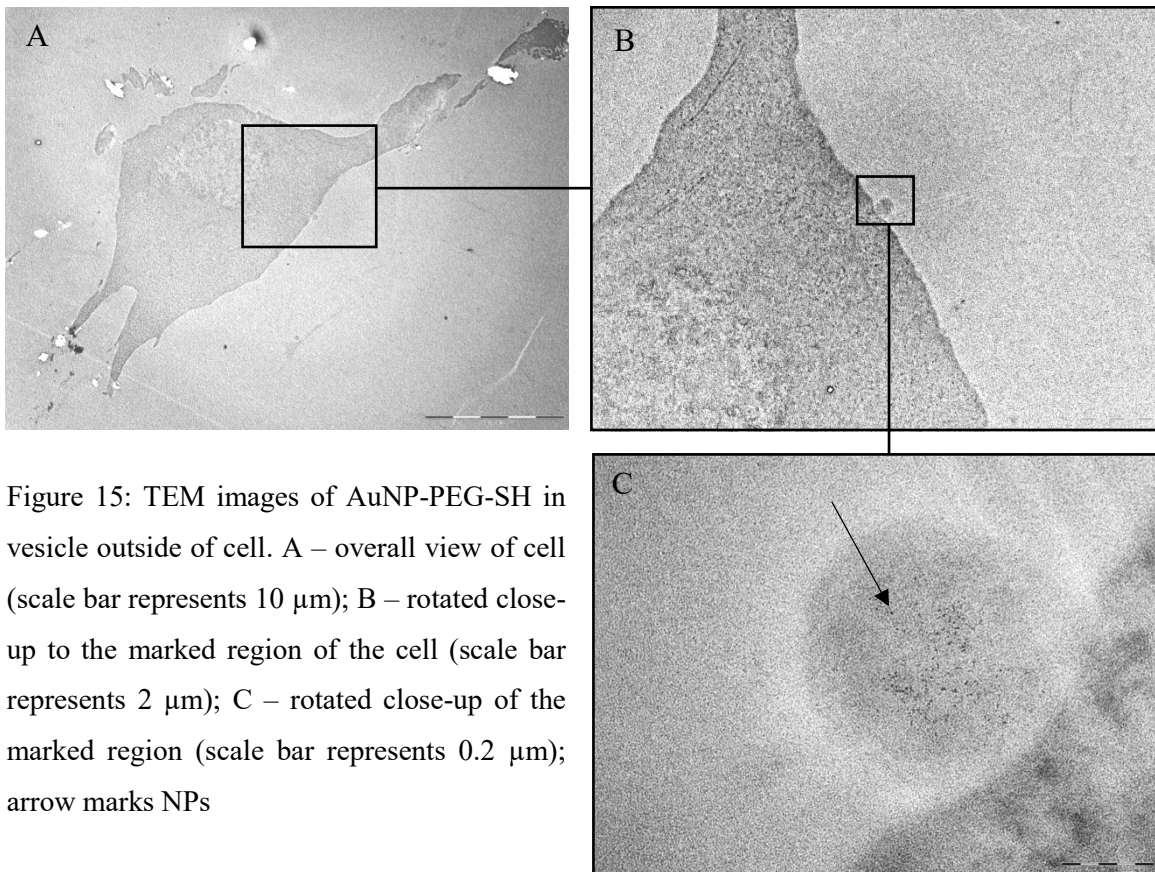 A
B
C
Figure 15: TEM images of AuNP-PEG-SH in
vesicle outside of cell. A – overall view of cell
(scale bar represents 10 µm); B – rotated close-
up to the marked region of the cell (scale bar
represents 2 µm); C – rotated close-up of the
marked region (scale bar represents 0.2 µm);
arrow marks NPs